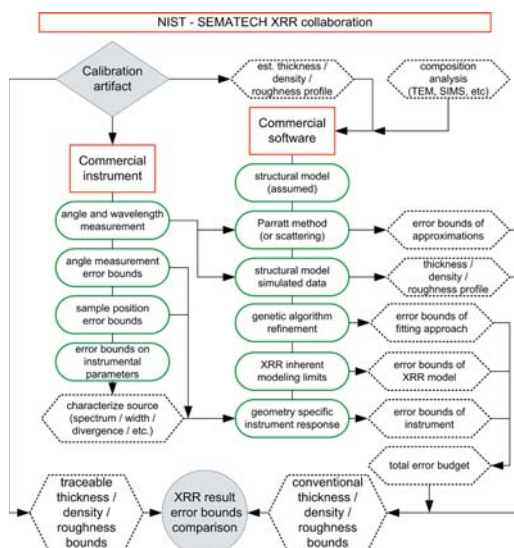 NIST - SEMATECH XRR collaboration
Calibration
artifact
est. thickness /
density /
roughness profile
composition
analysis
(TEM, SIMS, etc)
Commercial
instrument
Commercial
software
structural model
(assumed)
angle and wavelength
measurement
Parratt method
(or scattering)
error bounds of
approximations
angle measurement
error bounds
structural model
simulated data
thickness /
density /
roughness profile
sample position
error bounds
genetic algorithm
refinement
error bounds of
fitting approach
error bounds on
instrumental
parameters
XRR inherent
modeling limits
error bounds of
XRR model
characterize source
(spectrum / width /
divergence / etc.)
geometry specific
instrument response
error bounds of
instrument
total error budget
traceable
thickness /
density /
roughness
bounds
XRR result
error bounds
comparison
conventional
thickness /
density /
roughness
bounds